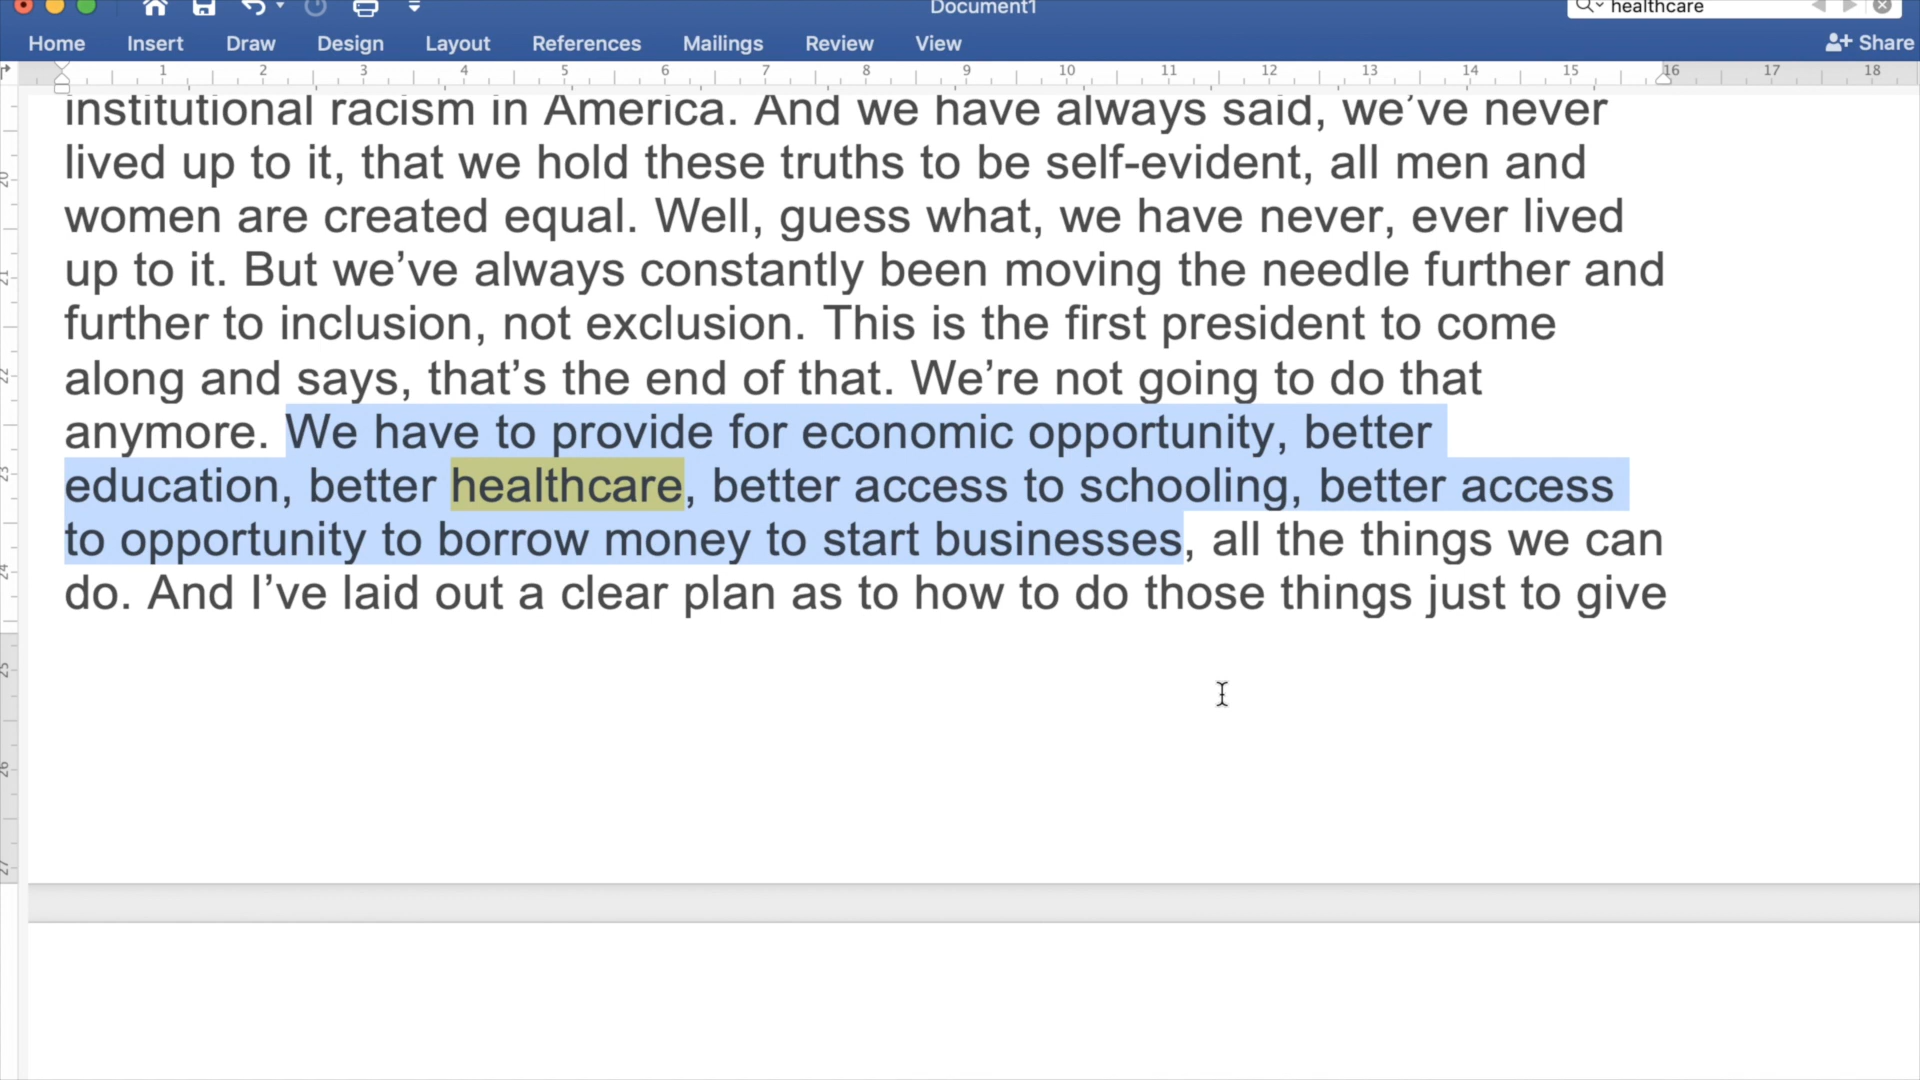 Document1
healthcare
Home Insert Draw Design Layout References Mailings Review View Share
1 2 3 4 5 6 7 8 9 10 11 12 13 14 15 16 17 18
institutional racism in America. And we have always said, we’ve never
lived up to it, that we hold these truths to be self-evident, all men and
women are created equal. Well, guess what, we have never, ever lived
up to it. But we’ve always constantly been moving the needle further and
further to inclusion, not exclusion. This is the first president to come
along and says, that’s the end of that. We’re not going to do that
anymore. We have to provide for economic opportunity, better
education, better healthcare, better access to schooling, better access
to opportunity to borrow money to start businesses, all the things we can
do. And I’ve laid out a clear plan as to how to do those things just to give
20
21
22
23
24
25
26
27